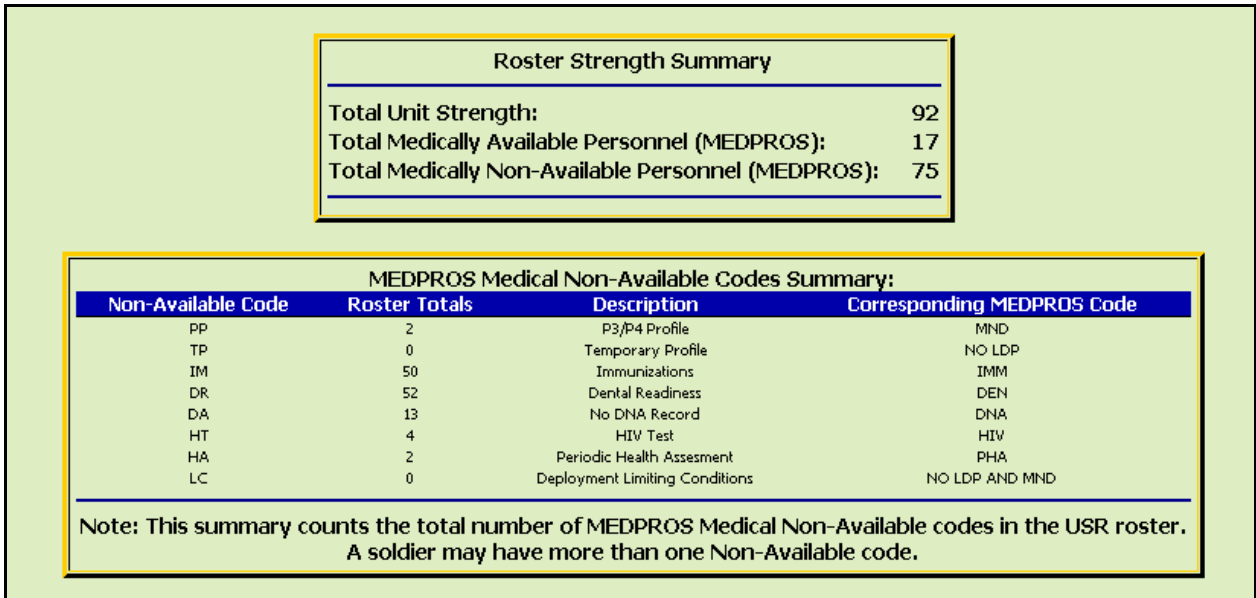 Roster Strength Summary
Total Unit Strength: 92
Total Medically Available Personnel (MEDPROS): 17
Total Medically Non-Available Personnel (MEDPROS): 75
MEDPROS Medical Non-Available Codes Summary:
Non-Available Code Roster Totals Description Corresponding MEDPROS Code
PP 2 P3/P4 Profile MND
TP 0 Temporary Profile NO LDP
IM 50 Immunizations IMM
DR 52 Dental Readiness DEN
DA 13 No DNA Record DNA
HT 4 HIV Test HIV
HA 2 Periodic Health Assesment PHA
LC 0 Deployment Limiting Conditions NO LDP AND MND
Note: This summary counts the total number of MEDPROS Medical Non-Available codes in the USR roster.
A soldier may have more than one Non-Available code.